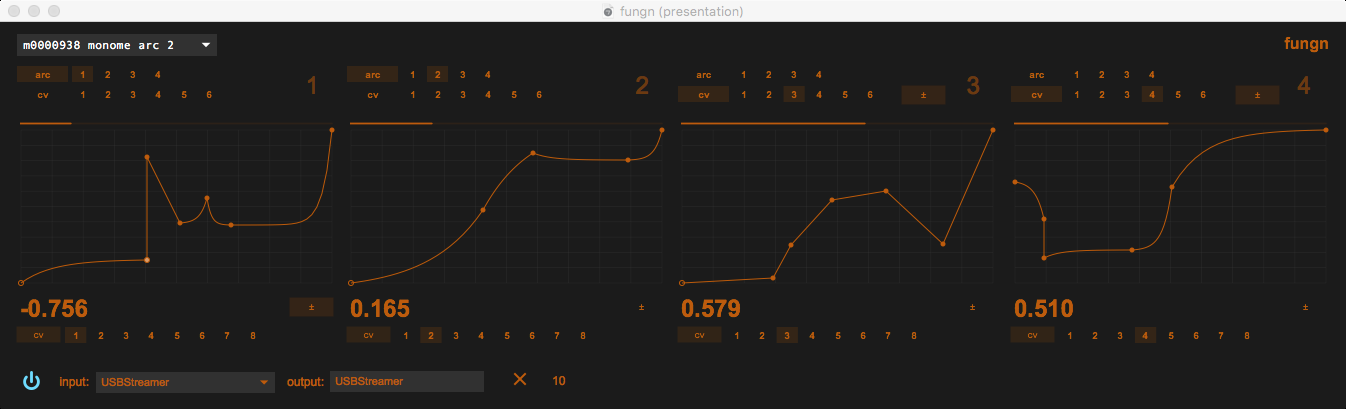 fungn (presentation)
m0000938 monome arc 2
fungn
arc 1 2 3 4
cv 1 2 3 4 5 6
1
arc 1 2 3 4
cv 1 2 3 4 5 6
2
arc 1 2 3 4
cv 1 2 3 4 5 6 ±
3
arc 1 2 3 4
cv 1 2 3 4 5 6 ±
4
-0.756 ±
cv 1 2 3 4 5 6 7 8
0.165 ±
cv 1 2 3 4 5 6 7 8
0.579 ±
cv 1 2 3 4 5 6 7 8
0.510 ±
cv 1 2 3 4 5 6 7 8
input: USBStreamer output: USBStreamer 10